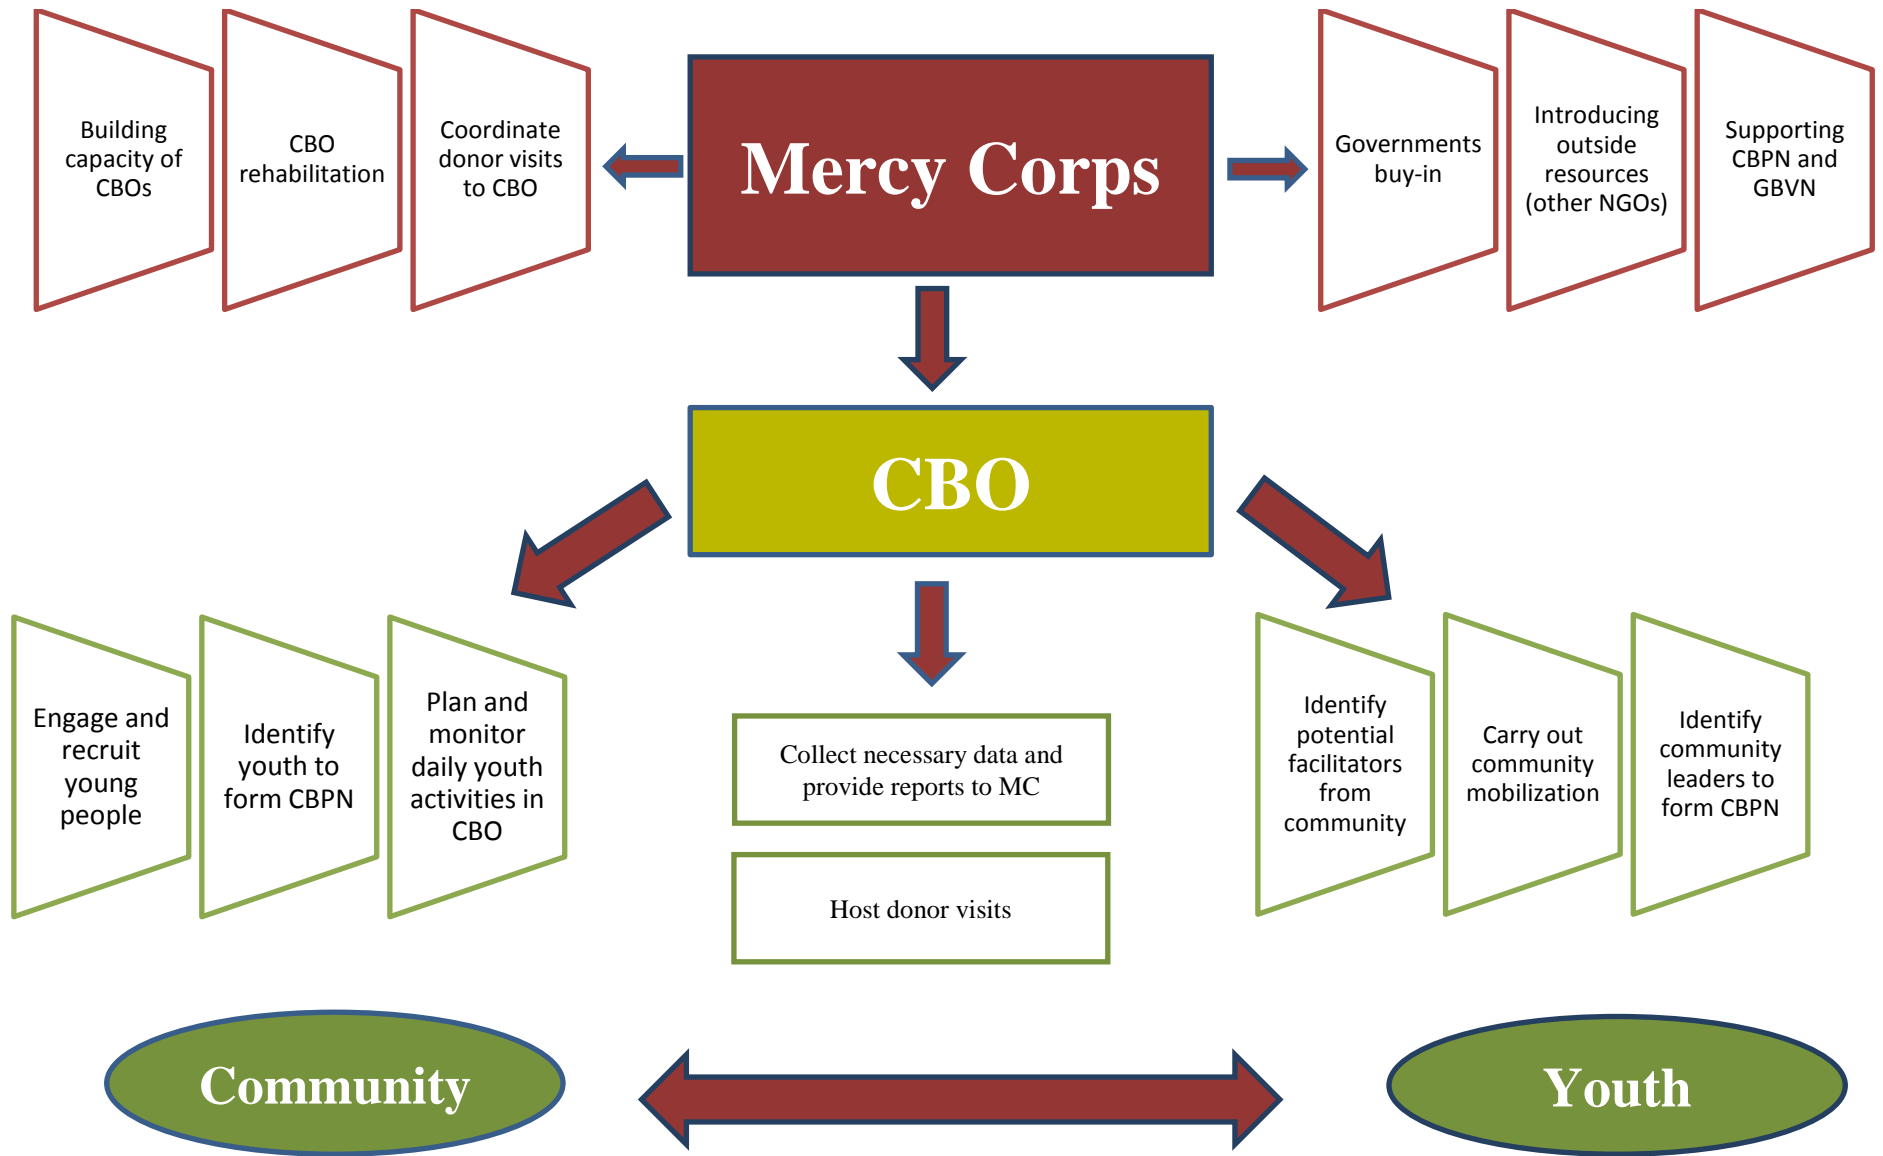 Building
capacity of
CBOs
CBO
rehabilitation
Coordinate
donor visits
to CBO
Mercy Corps
Governments
buy-in
Introducing
outside
resources
(other NGOs)
Supporting
CBPN and
GBVN
CBO
Engage and
recruit
young
people
Identify
youth to
form CBPN
Plan and
monitor
daily youth
activities in
CBO
Collect necessary data and
provide reports to MC
Host donor visits
Identify
potential
facilitators
from
community
Carry out
community
mobilization
Identify
community
leaders to
form CBPN
Community
Youth